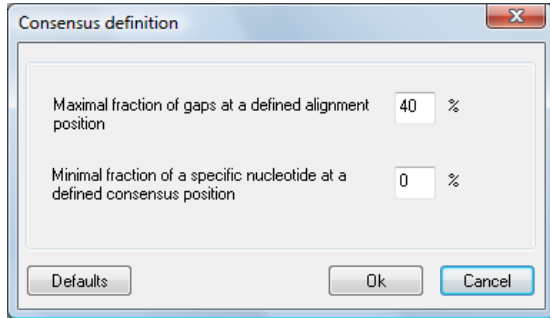 Consensus definition
Maximal fraction of gaps at a defined alignment
position
40 %
Minimal fraction of a specific nucleotide at a
defined consensus position
0 %
Defaults
Ok
Cancel